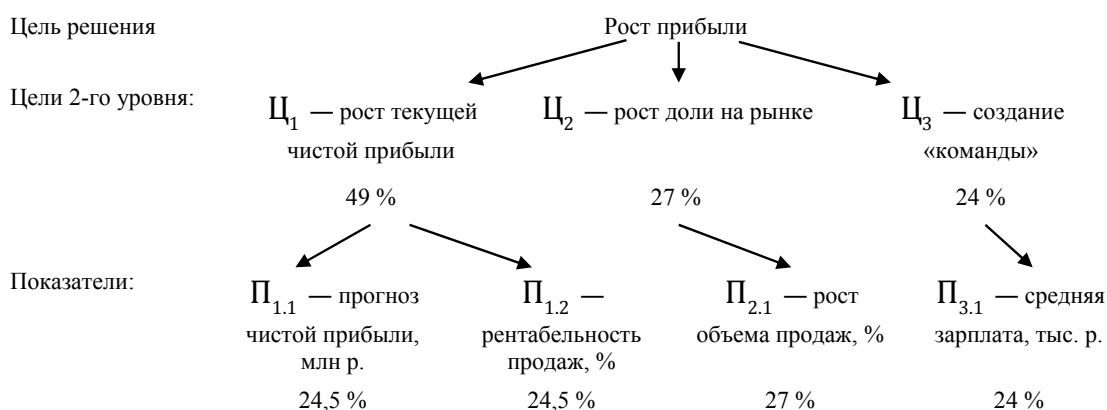 Цель решения
Рост прибыли
Цели 2-го уровня:
Ц1 — рост текущей
чистой прибыли
Ц2 — рост доли на рынке
Ц3 — создание
«команды»
49 %
27 %
24 %
Показатели:
П1.1 — прогноз
чистой прибыли,
млн р.
П1.2 —
рентабельность
продаж, %
П2.1 — рост
объема продаж, %
П3.1 — средняя
зарплата, тыс. р.
24,5 %
24,5 %
27 %
24 %